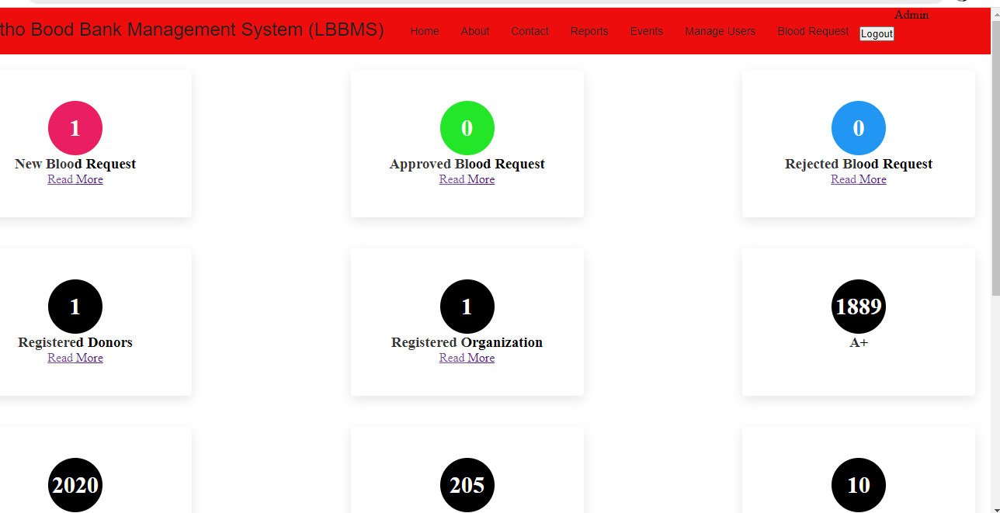 tho Bood Bank Management System (LBBMS) Home About Contact Reports Events Manage Users Blood Request Admin
Logout
1 0 0
New Blood Request Approved Blood Request Rejected Blood Request
Read More Read More Read More
1 1 1889
Registered Donors Registered Organization A+
Read More Read More
2020 205 10